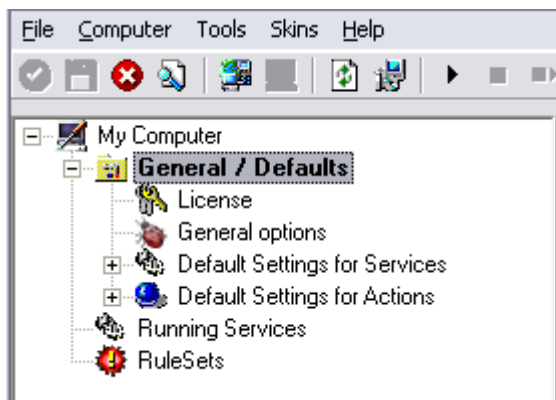 File Computer Tools Skins Help
My Computer
General / Defaults
License
General options
Default Settings for Services
Default Settings for Actions
Running Services
RuleSets